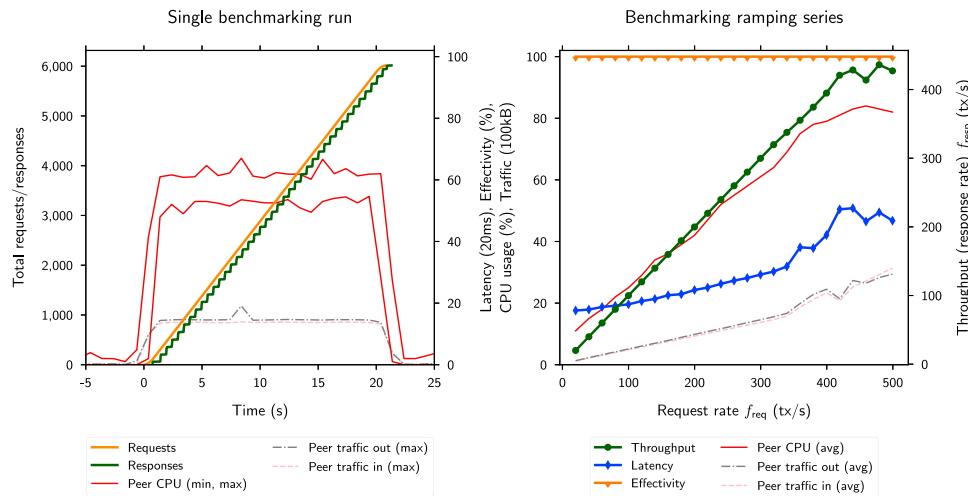 Single benchmarking run
6,000
5,000
4,000
3,000
2,000
1,000
0
Total requests/responses
100
80
60
40
20
0
-5
0
5
10
15
20
25
Time (s)
Requests
Responses
Peer CPU (min, max)
Peer traffic out (max)
Peer traffic in (max)
Benchmarking ramping series
Latency (20ms), Effectivity (%),
CPU usage (%), Traffic (100kB)
100
80
60
40
20
0
400
300
200
100
0
Throughput (response rate) f_resp (tx/s)
0
100
200
300
400
500
Request rate f_req (tx/s)
Throughput
Latency
Effectivity
Peer CPU (avg)
Peer traffic out (avg)
Peer traffic in (avg)